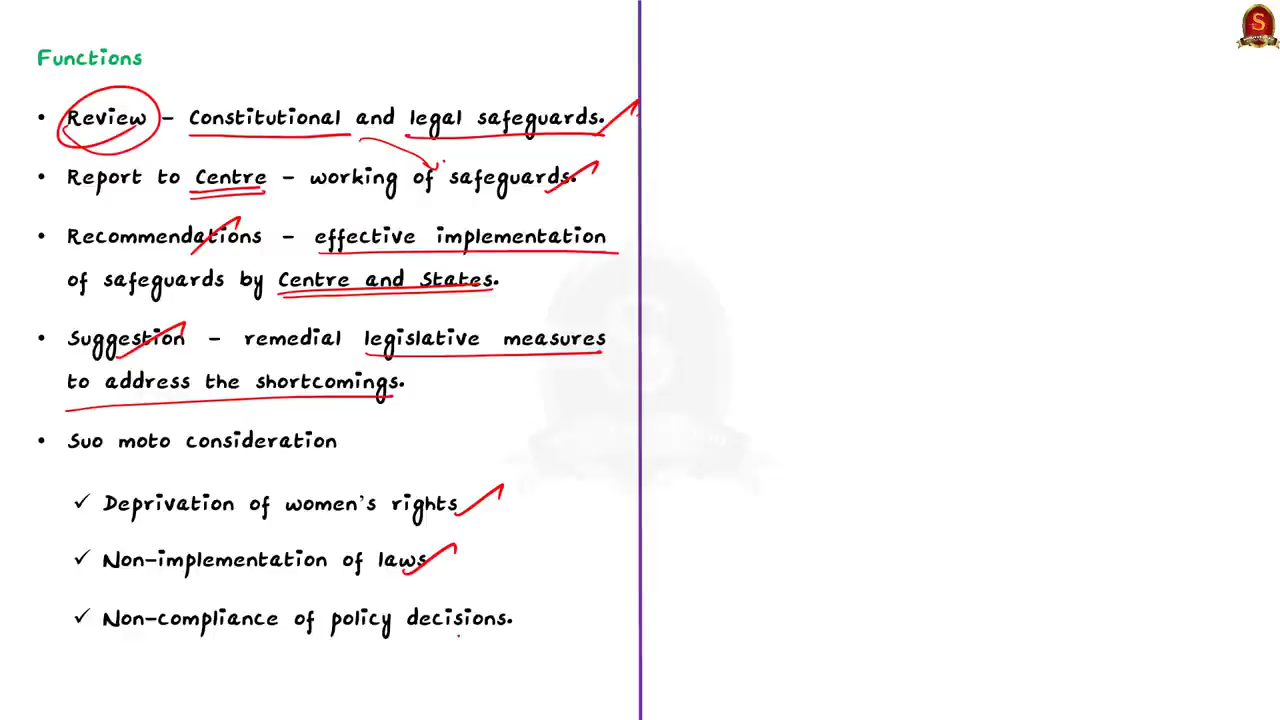 Functions
• Review - Constitutional and legal safeguards.
• Report to Centre - working of safeguards.
• Recommendations - effective implementation
of safeguards by Centre and States.
• Suggestion - remedial legislative measures
to address the shortcomings.
• Suo moto consideration
✓ Deprivation of women's rights
✓ Non-implementation of laws
✓ Non-compliance of policy decisions.
S